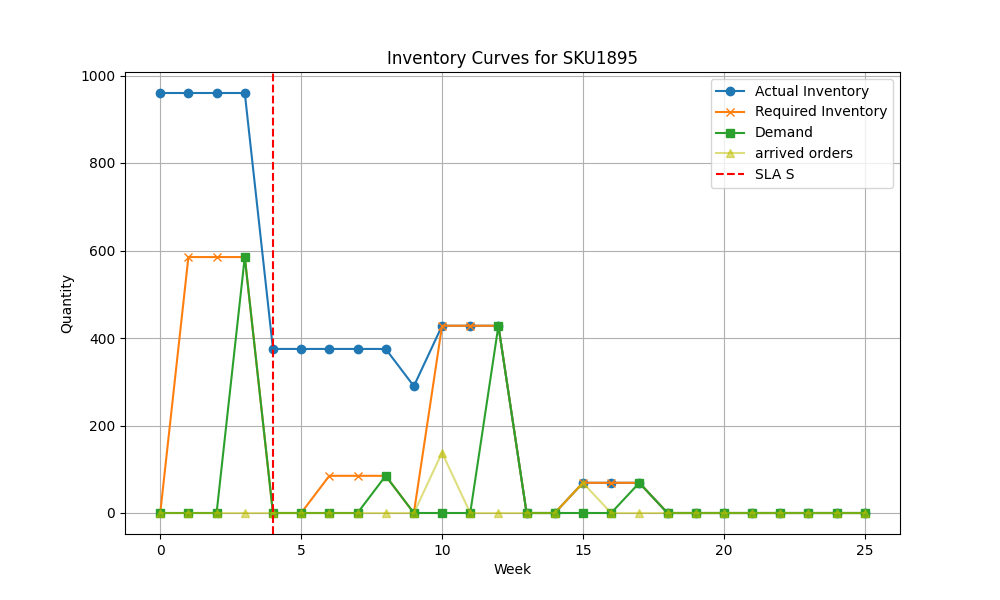 Inventory Curves for SKU1895
1000
800
600
400
200
0
Quantity
Actual Inventory
Required Inventory
Demand
arrived orders
SLA S
0
5
10
15
20
25
Week